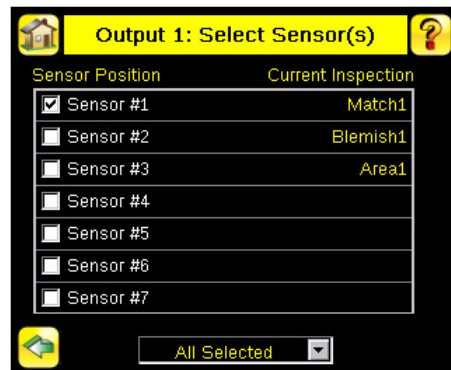 Output 1: Select Sensor(s)
?
Sensor Position Current Inspection
Sensor #1 Match1
Sensor #2 Blemish1
Sensor #3 Area1
Sensor #4
Sensor #5
Sensor #6
Sensor #7
All Selected